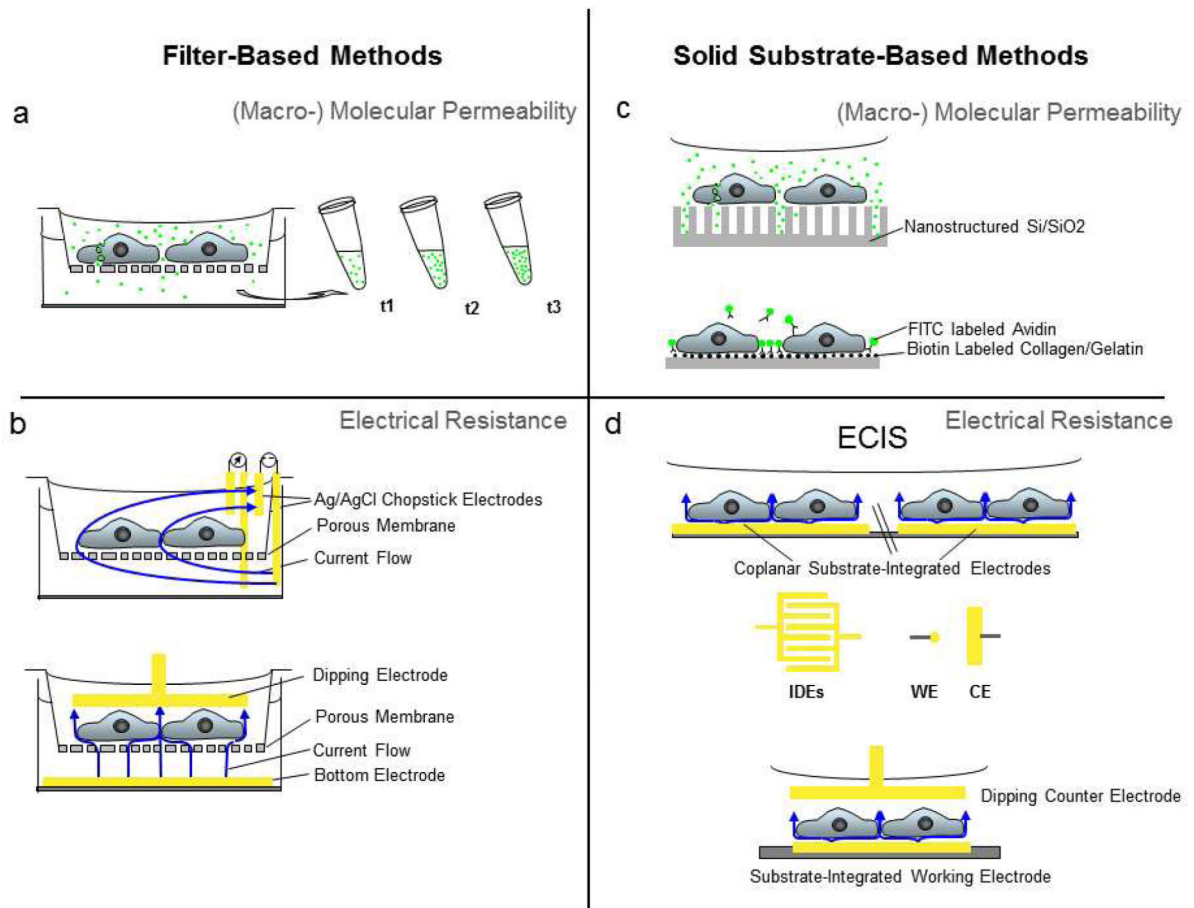 Filter-Based Methods
Solid Substrate-Based Methods
a
(Macro-) Molecular Permeability
t1
t2
t3
c
(Macro-) Molecular Permeability
Nanostructured Si/SiO2
FITC labeled Avidin
Biotin Labeled Collagen/Gelatin
b
Electrical Resistance
Ag/AgCl Chopstick Electrodes
Porous Membrane
Current Flow
Dipping Electrode
Porous Membrane
Current Flow
Bottom Electrode
d
Electrical Resistance
ECIS
Coplanar Substrate-Integrated Electrodes
IDEs
WE
CE
Dipping Counter Electrode
Substrate-Integrated Working Electrode